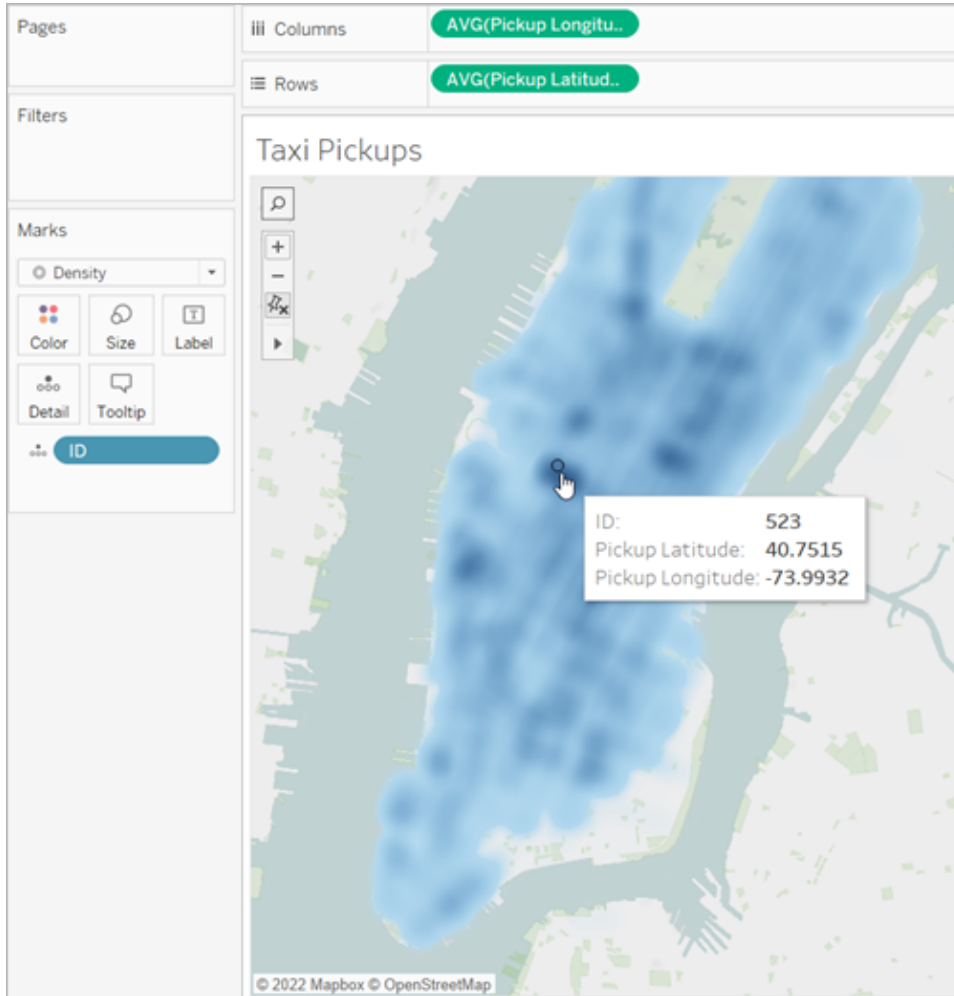 Pages
iii Columns
AVG(Pickup Longitu..
Rows
AVG(Pickup Latitud..
Filters
Taxi Pickups
Marks
Density
Color
Size
T
Label
Detail
Tooltip
ID
ID: 523
Pickup Latitude: 40.7515
Pickup Longitude: -73.9932
© 2022 Mapbox © OpenStreetMap